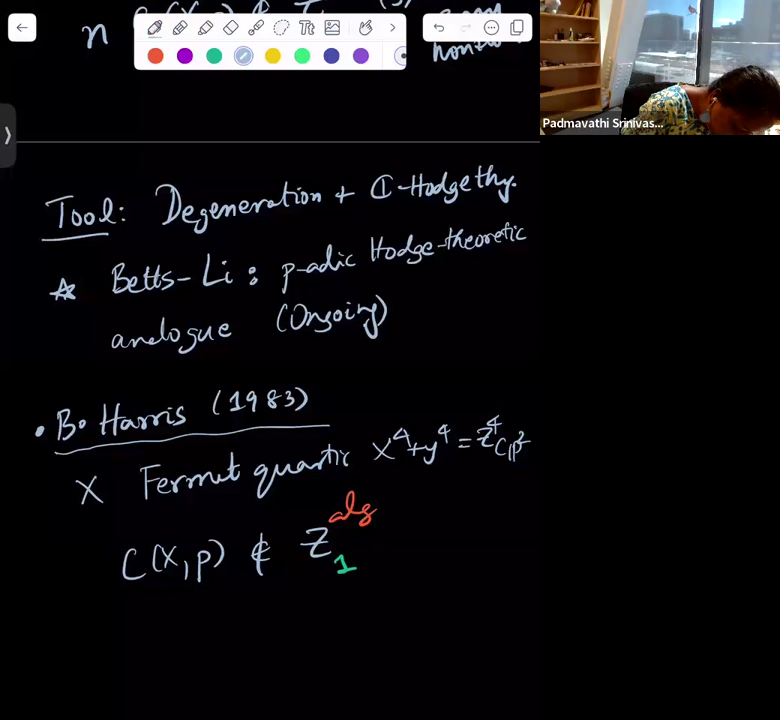 n
Padmavathi Srinivas...
Tool: Degeneration + ℂ-Hodge thy.
☆ Betts-Li: p-adic Hodge-theoretic
analogue (Ongoing)
• B. Harris (1983)
X Fermat quartic x⁴+y⁴=z⁴⊂ℙ²
C(X,p) ∉ Z₁^alg